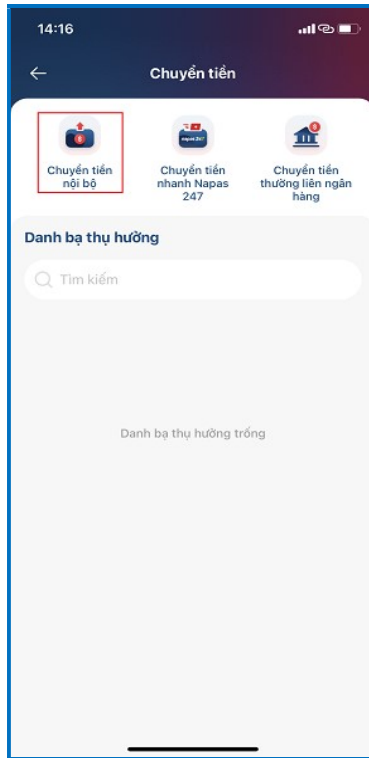 14:16
Chuyển tiền
Chuyển tiền
nội bộ
Chuyển tiền
nhanh Napas
247
Chuyển tiền
thường liên ngân
hàng
Danh bạ thụ hưởng
Tìm kiếm
Danh bạ thụ hưởng trống